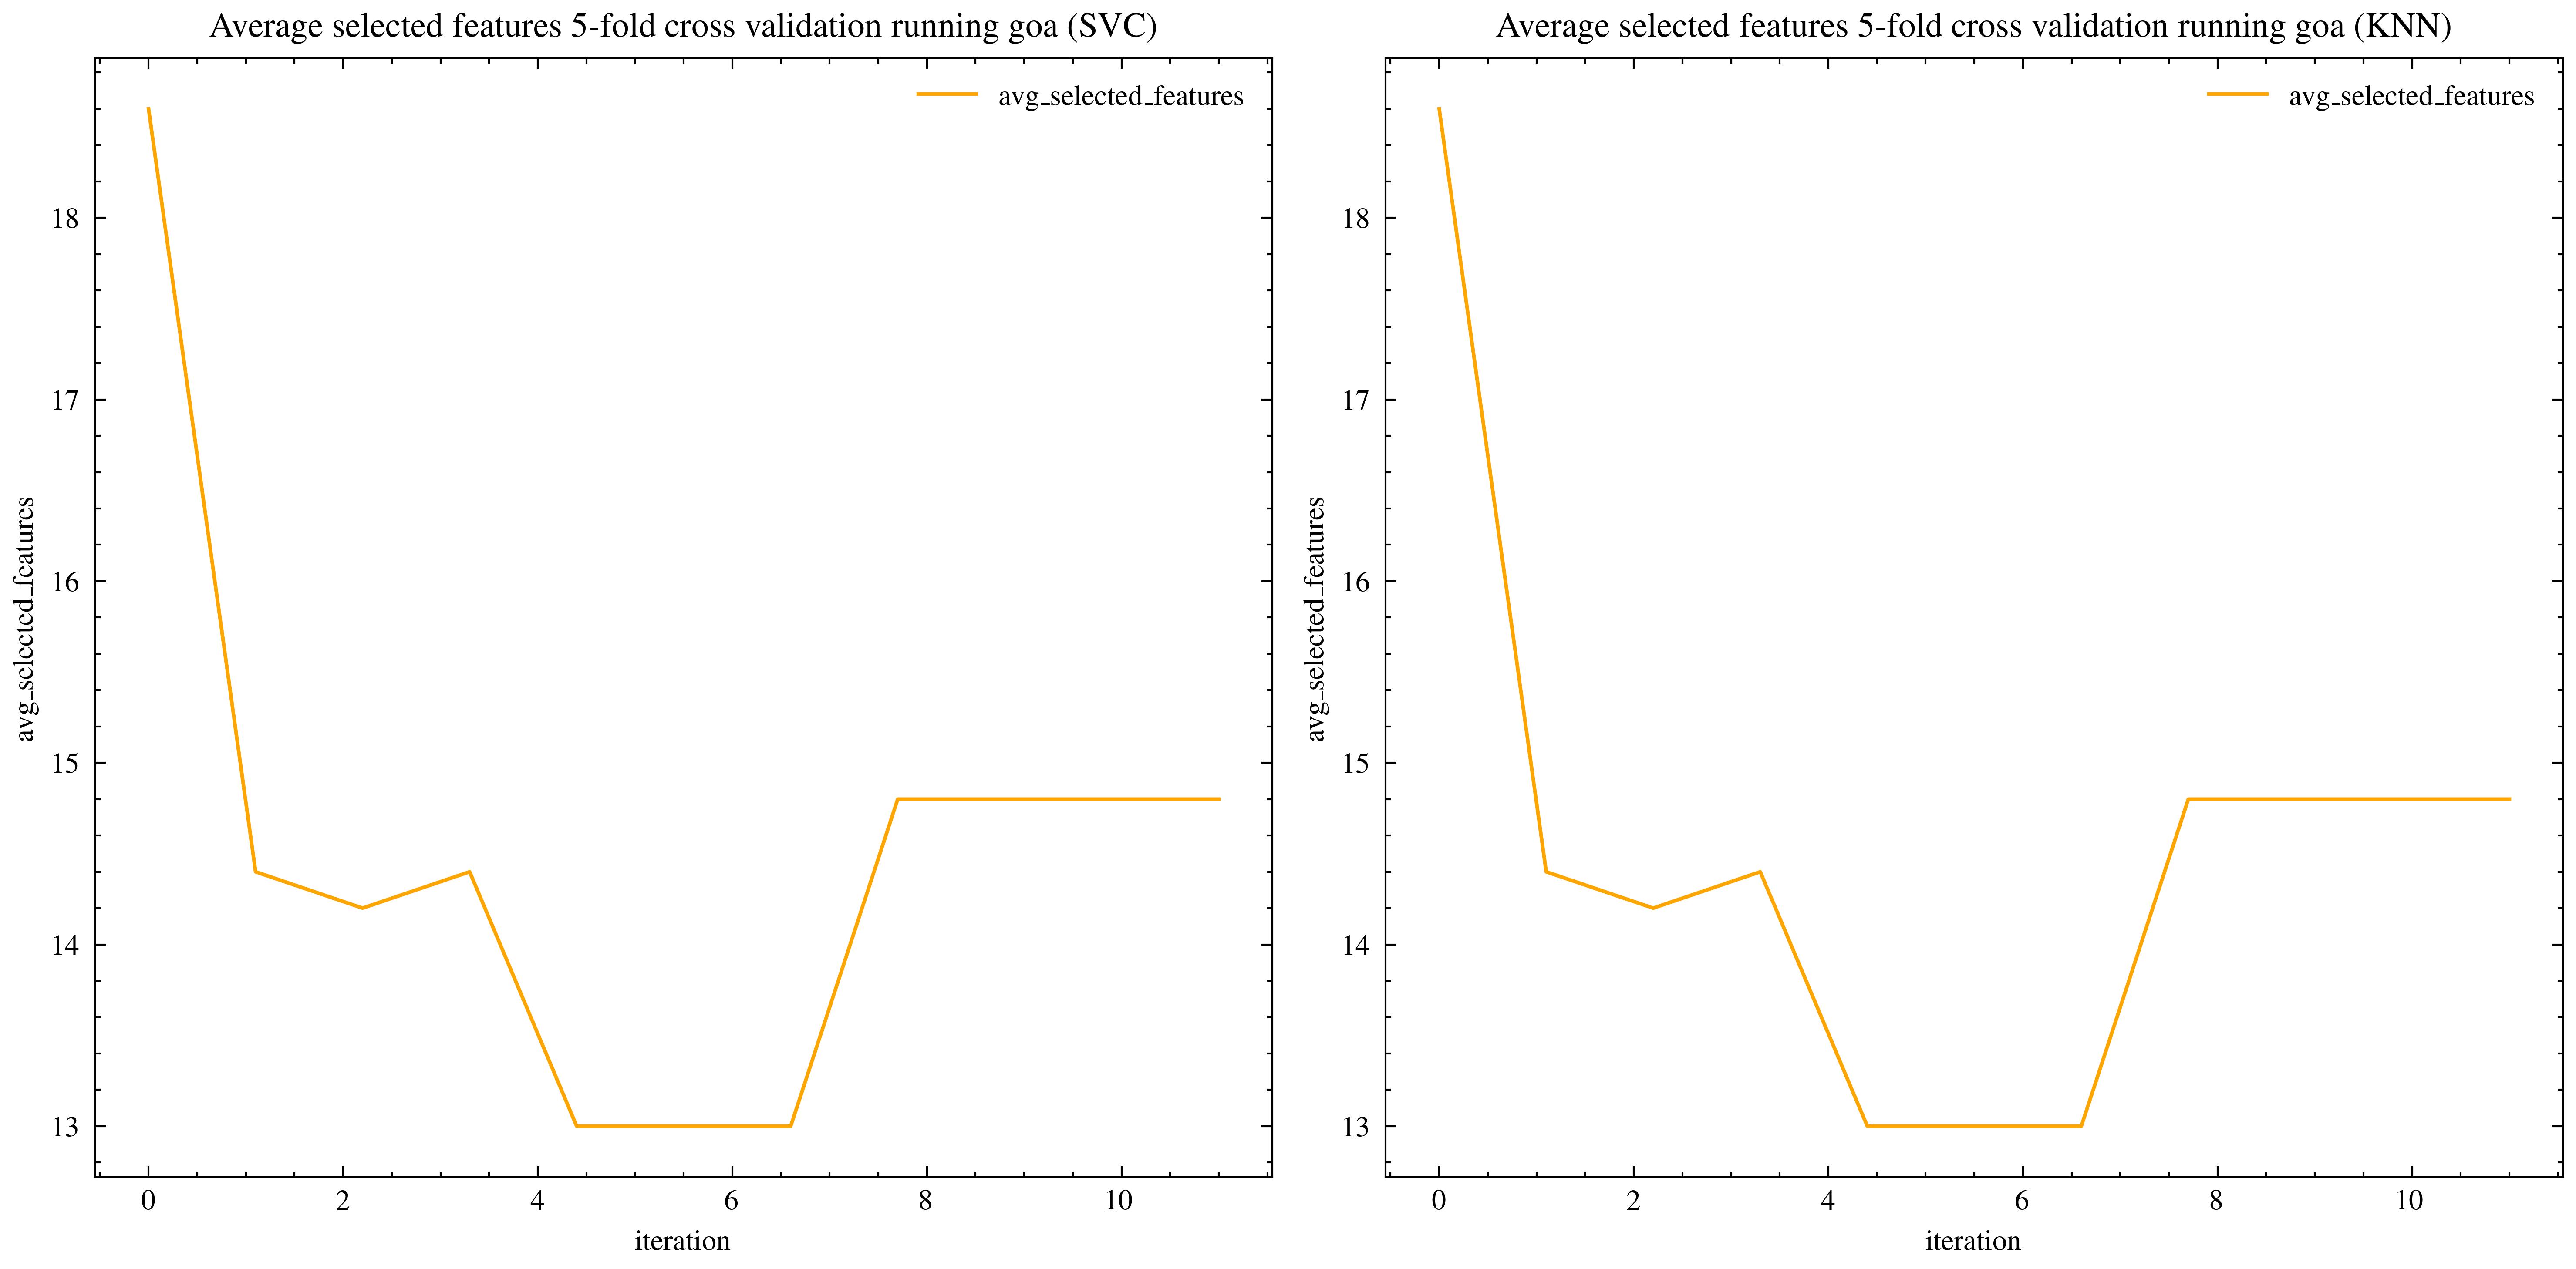 Average selected features 5-fold cross validation running goa (SVC)
avg_selected_features
18
17
16
15
14
13
avg_selected_features
0 2 4 6 8 10
iteration
Average selected features 5-fold cross validation running goa (KNN)
avg_selected_features
18
17
16
15
14
13
avg_selected_features
0 2 4 6 8 10
iteration